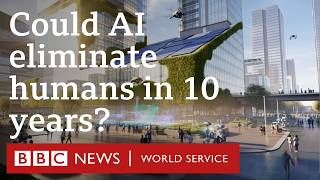 Could AI
eliminate
humans in 10
years?
BBC NEWS | WORLD SERVICE